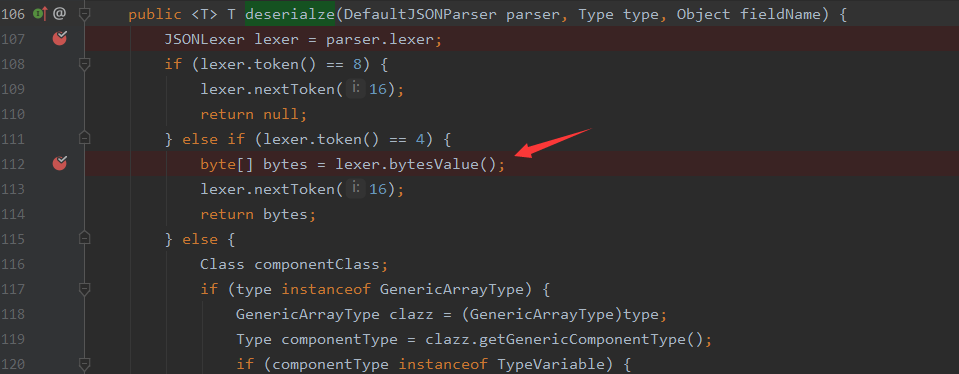 106 @ public <T> T deserialze(DefaultJSONParser parser, Type type, Object fieldName) {
107 JSONLexer lexer = parser.lexer;
108 if (lexer.token() == 8) {
109 lexer.nextToken( i: 16);
110 return null;
111 } else if (lexer.token() == 4) {
112 byte[] bytes = lexer.bytesValue();
113 lexer.nextToken( i: 16);
114 return bytes;
115 } else {
116 Class componentClass;
117 if (type instanceof GenericArrayType) {
118 GenericArrayType clazz = (GenericArrayType)type;
119 Type componentType = clazz.getGenericComponentType();
120 if (componentType instanceof TypeVariable) {